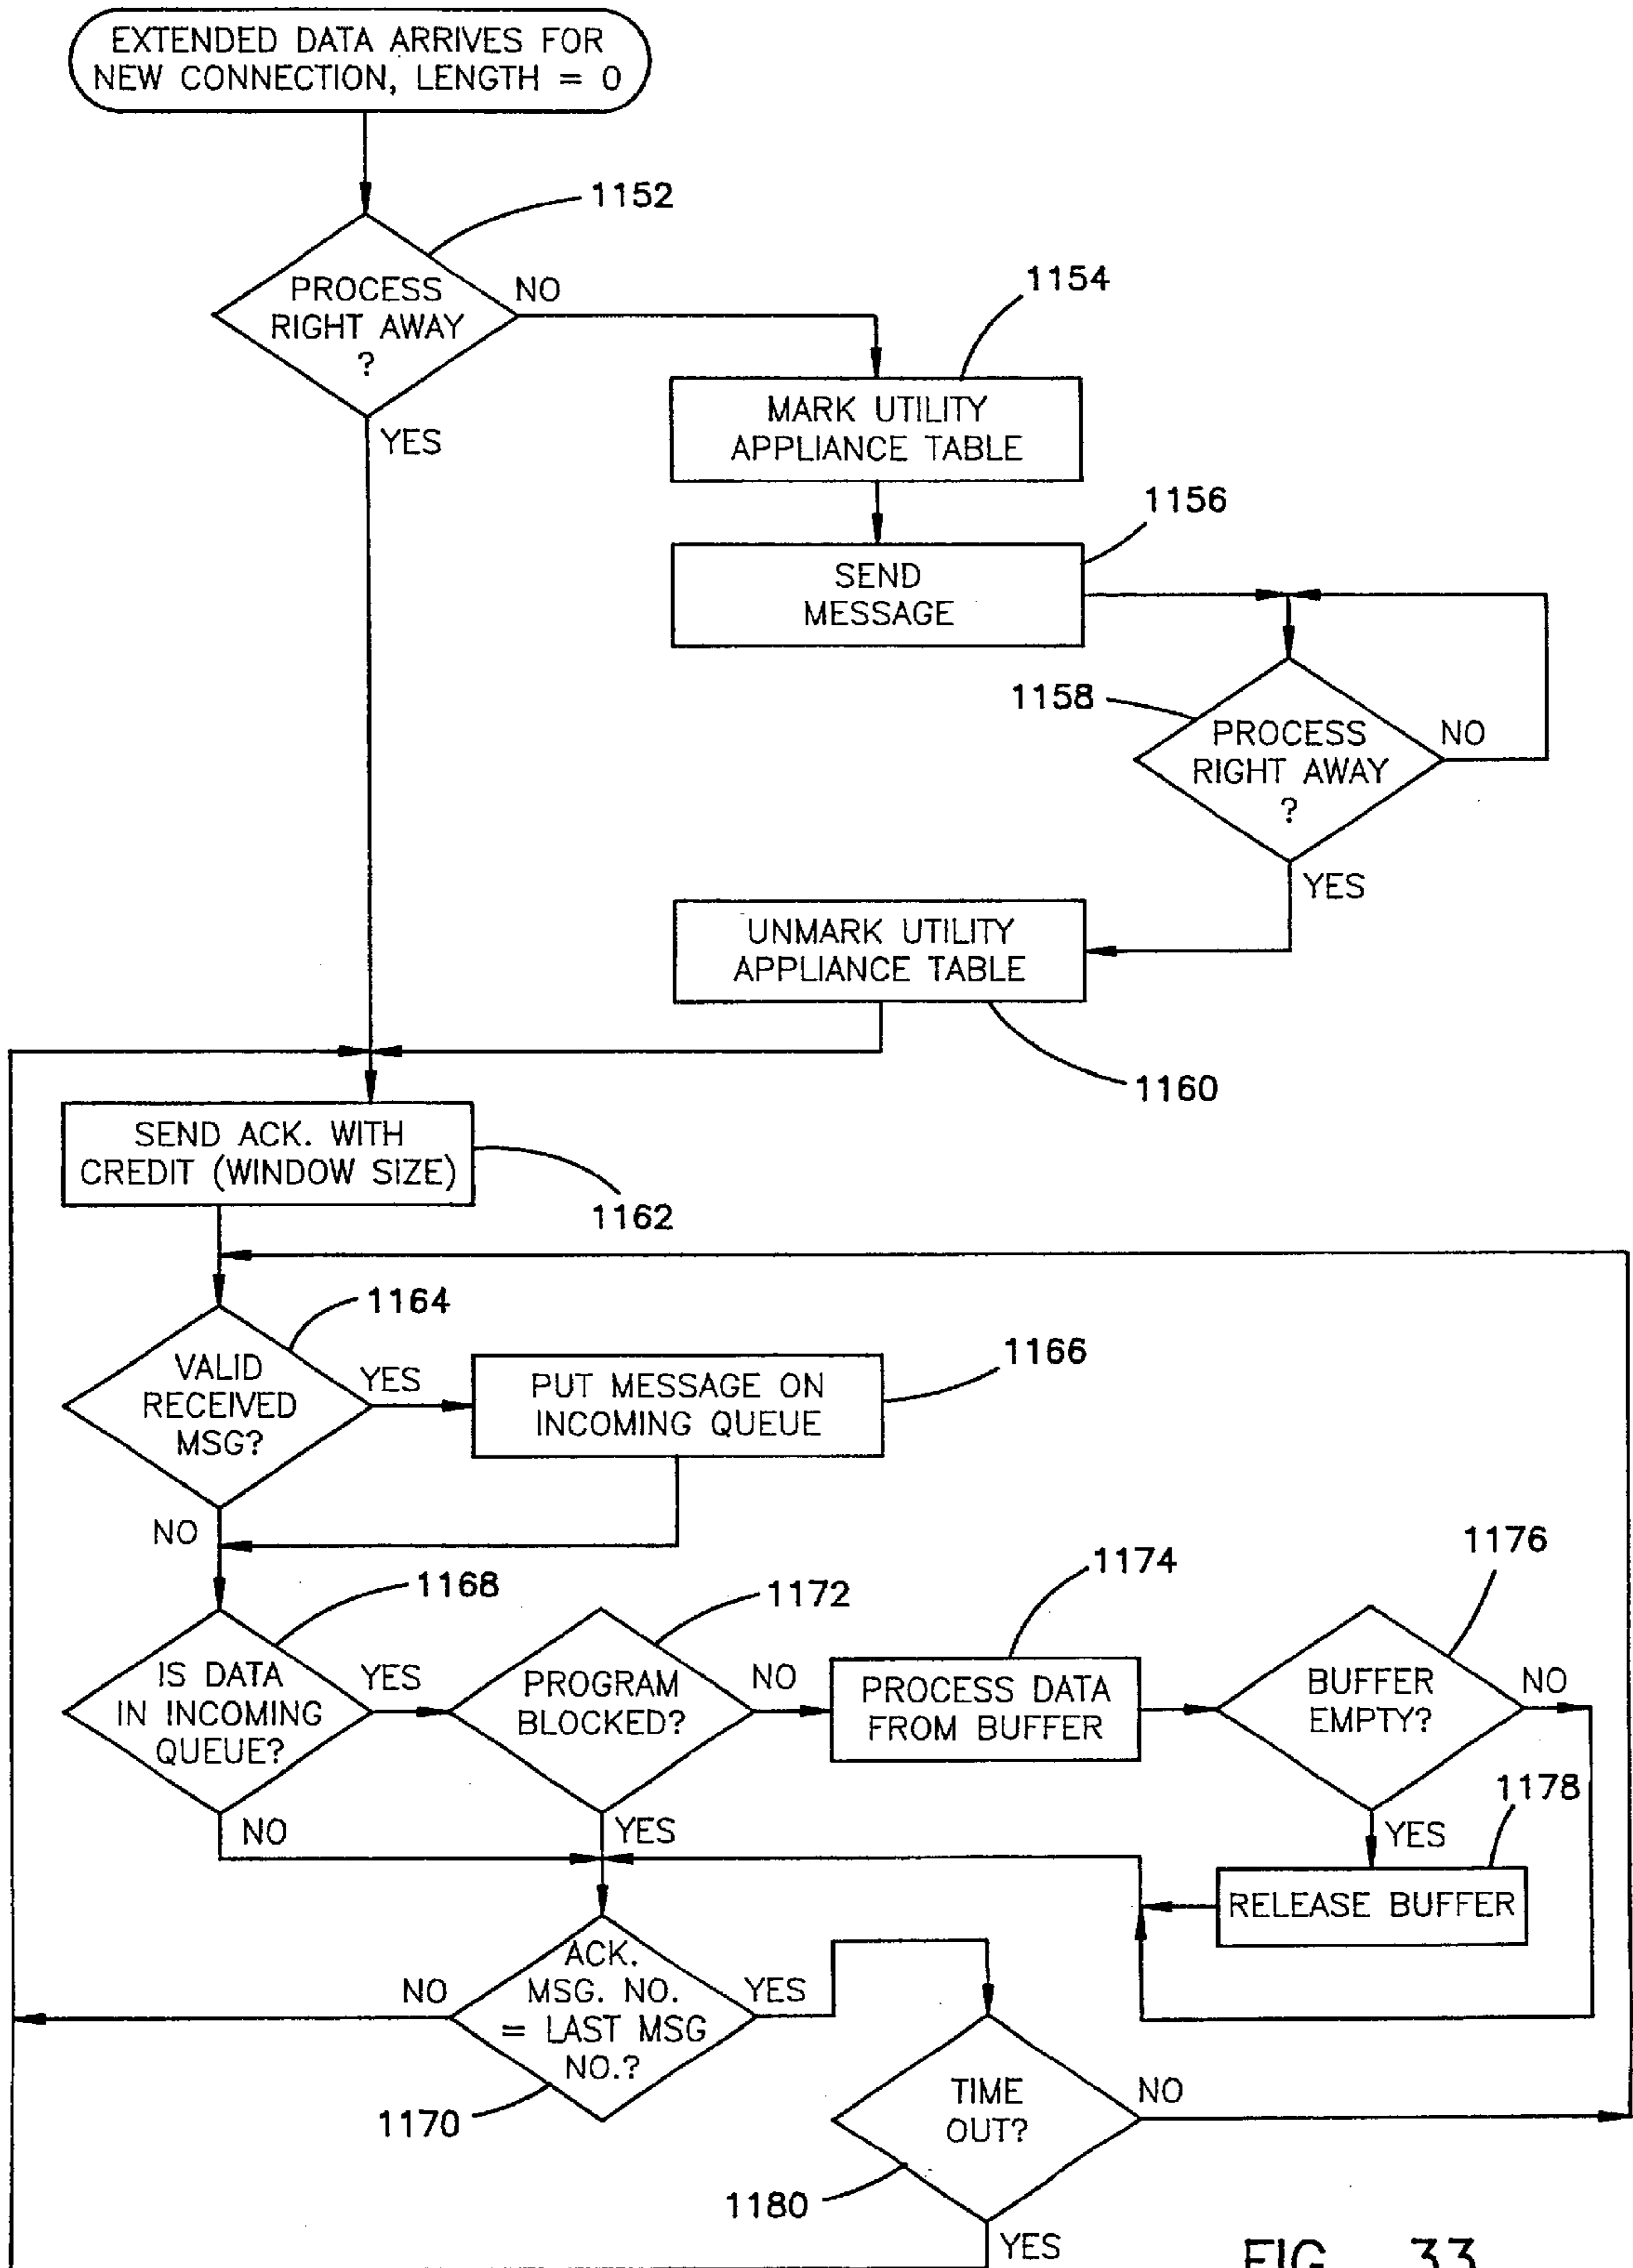 EXTENDED DATA ARRIVES FOR
NEW CONNECTION, LENGTH = 0
1152
PROCESS
RIGHT AWAY
?
NO
YES
1154
MARK UTILITY
APPLIANCE TABLE
1156
SEND
MESSAGE
1158
PROCESS
RIGHT AWAY
?
NO
YES
UNMARK UTILITY
APPLIANCE TABLE
1160
SEND ACK. WITH
CREDIT (WINDOW SIZE)
1162
1164
VALID
RECEIVED
MSG?
YES
NO
1166
PUT MESSAGE ON
INCOMING QUEUE
1168
IS DATA
IN INCOMING
QUEUE?
YES
NO
1172
PROGRAM
BLOCKED?
NO
YES
1174
PROCESS DATA
FROM BUFFER
1176
BUFFER
EMPTY?
NO
YES
1178
RELEASE BUFFER
ACK.
MSG. NO.
= LAST MSG
NO.?
NO
YES
1170
TIME
OUT?
NO
YES
1180
FIG. 33